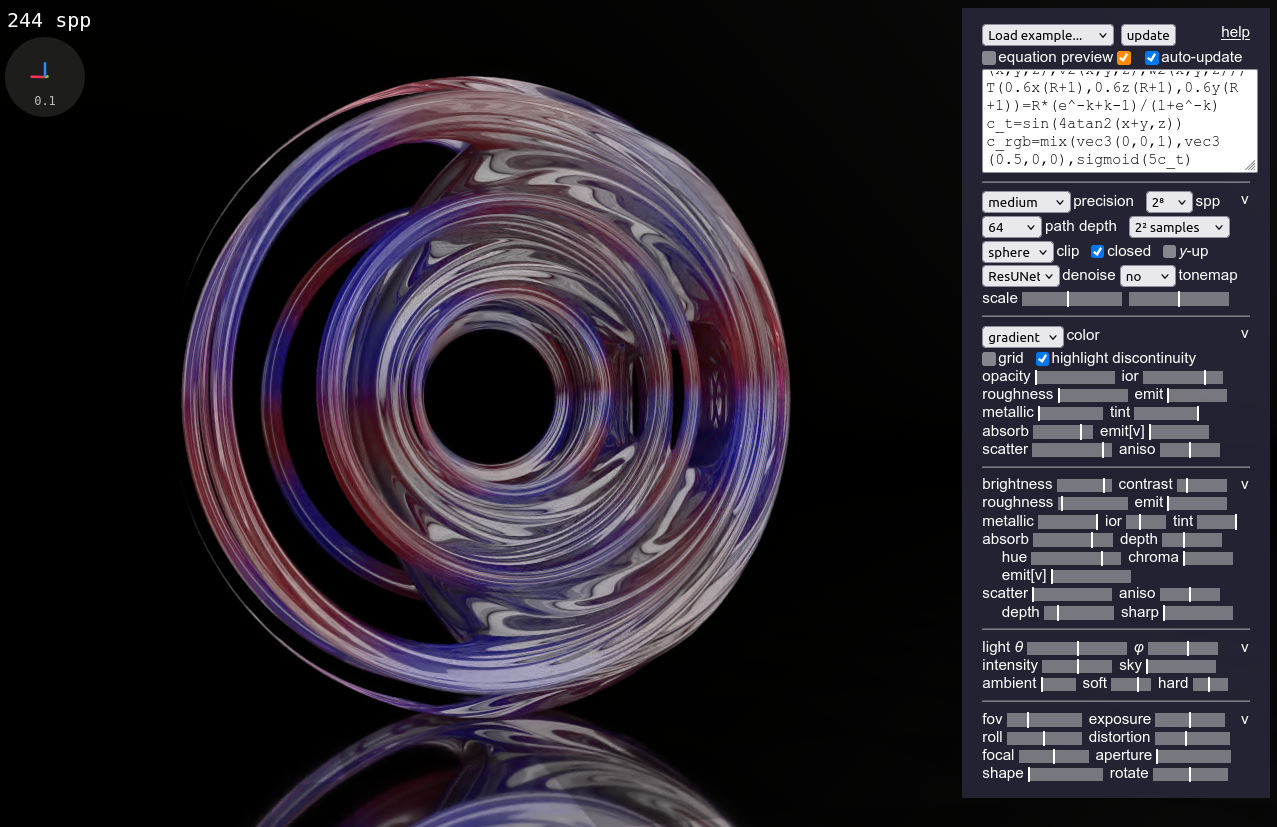 244 spp
0.1
Load example... update help
equation preview auto-update
(x,y,z),v2(x,y,z),w2(x,y,z)))
T(0.6x(R+1),0.6z(R+1),0.6y(R
+1))=R*(e^-k+k-1)/(1+e^-k)
c_t=sin(4atan2(x+y,z))
c_rgb=mix(vec3(0,0,1),vec3
(0.5,0,0),sigmoid(5c_t)
medium precision 2⁸ spp v
64 path depth 2² samples
sphere clip closed y-up
ResUNet denoise no tonemap
scale
gradient color v
grid highlight discontinuity
opacity ior
roughness emit
metallic tint
absorb emit[v]
scatter aniso
brightness contrast v
roughness emit
metallic ior tint
absorb depth
hue chroma
emit[v]
scatter aniso
depth sharp
light θ φ v
intensity sky
ambient soft hard
fov exposure v
roll distortion
focal aperture
shape rotate